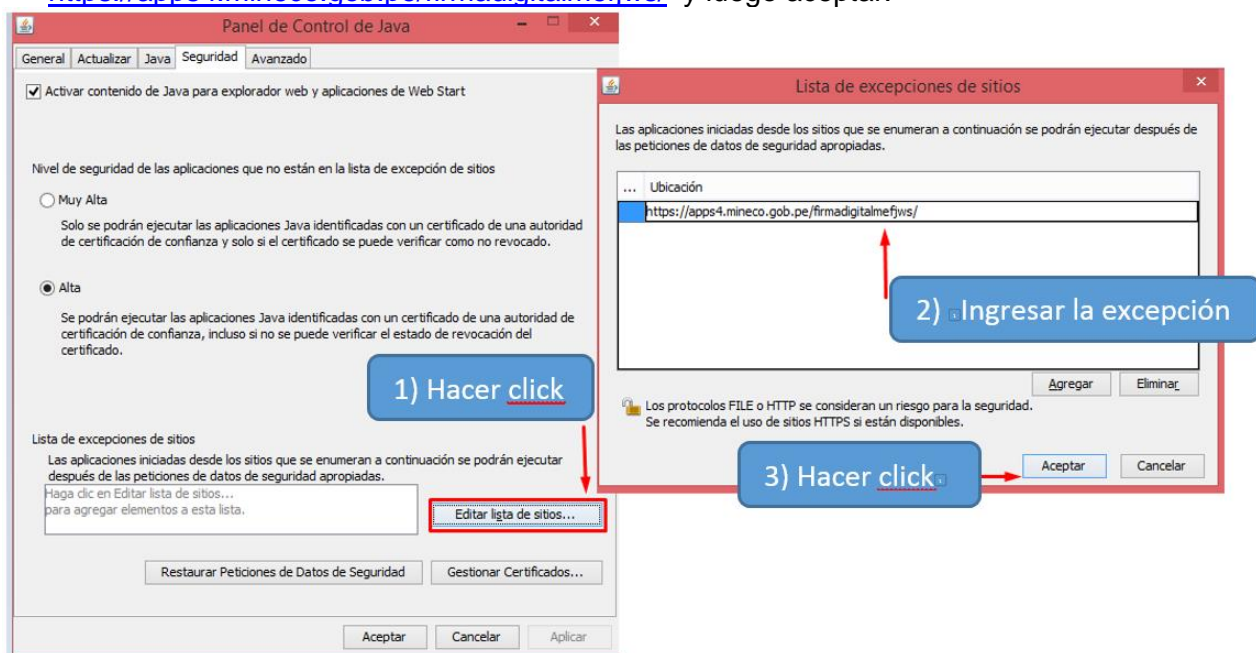 https://apps4.mineco.gob.pe/firmadigitalmefjws/ y luego aceptar.
Panel de Control de Java
General Actualizar Java Seguridad Avanzado
Activar contenido de Java para explorador web y aplicaciones de Web Start
Nivel de seguridad de las aplicaciones que no están en la lista de excepción de sitios
Muy Alta
Solo se podrán ejecutar las aplicaciones Java identificadas con un certificado de una autoridad
de certificación de confianza y solo si el certificado se puede verificar como no revocado.
Alta
Se podrán ejecutar las aplicaciones Java identificadas con un certificado de una autoridad de
certificación de confianza, incluso si no se puede verificar el estado de revocación del
certificado.
1) Hacer click
Lista de excepciones de sitios
Las aplicaciones iniciadas desde los sitios que se enumeran a continuación se podrán ejecutar
después de las peticiones de datos de seguridad apropiadas.
Haga clic en Editar lista de sitios...
para agregar elementos a esta lista.
Editar lista de sitios...
Restaurar Peticiones de Datos de Seguridad Gestionar Certificados...
Aceptar Cancelar Aplicar
Lista de excepciones de sitios
Las aplicaciones iniciadas desde los sitios que se enumeran a continuación se podrán ejecutar después de
las peticiones de datos de seguridad apropiadas.
... Ubicación
https://apps4.mineco.gob.pe/firmadigitalmefjws/
2) Ingresar la excepción
Agregar Eliminar
Los protocolos FILE o HTTP se consideran un riesgo para la seguridad.
Se recomienda el uso de sitios HTTPS si están disponibles.
3) Hacer click
Aceptar Cancelar